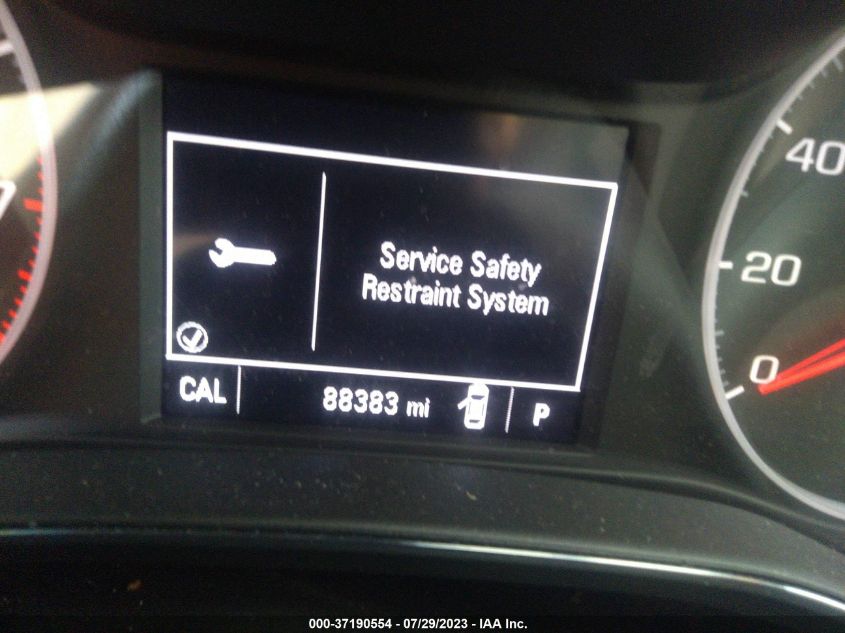 40
20
0
Service Safety
Restraint System
CAL
88383 mi
P
000-37190554 - 07/29/2023 - IAA Inc.